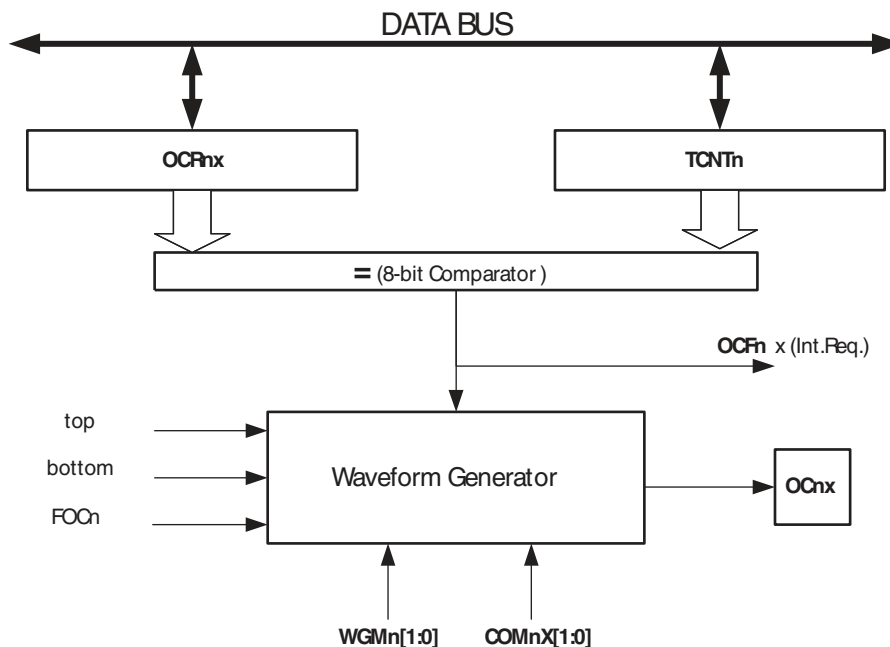 DATA BUS
OCRnx
TCNTn
= (8-bit Comparator )
OCFn x (Int.Req.)
top
bottom
FOCn
Waveform Generator
OCnx
WGMn[1:0]
COMnX[1:0]